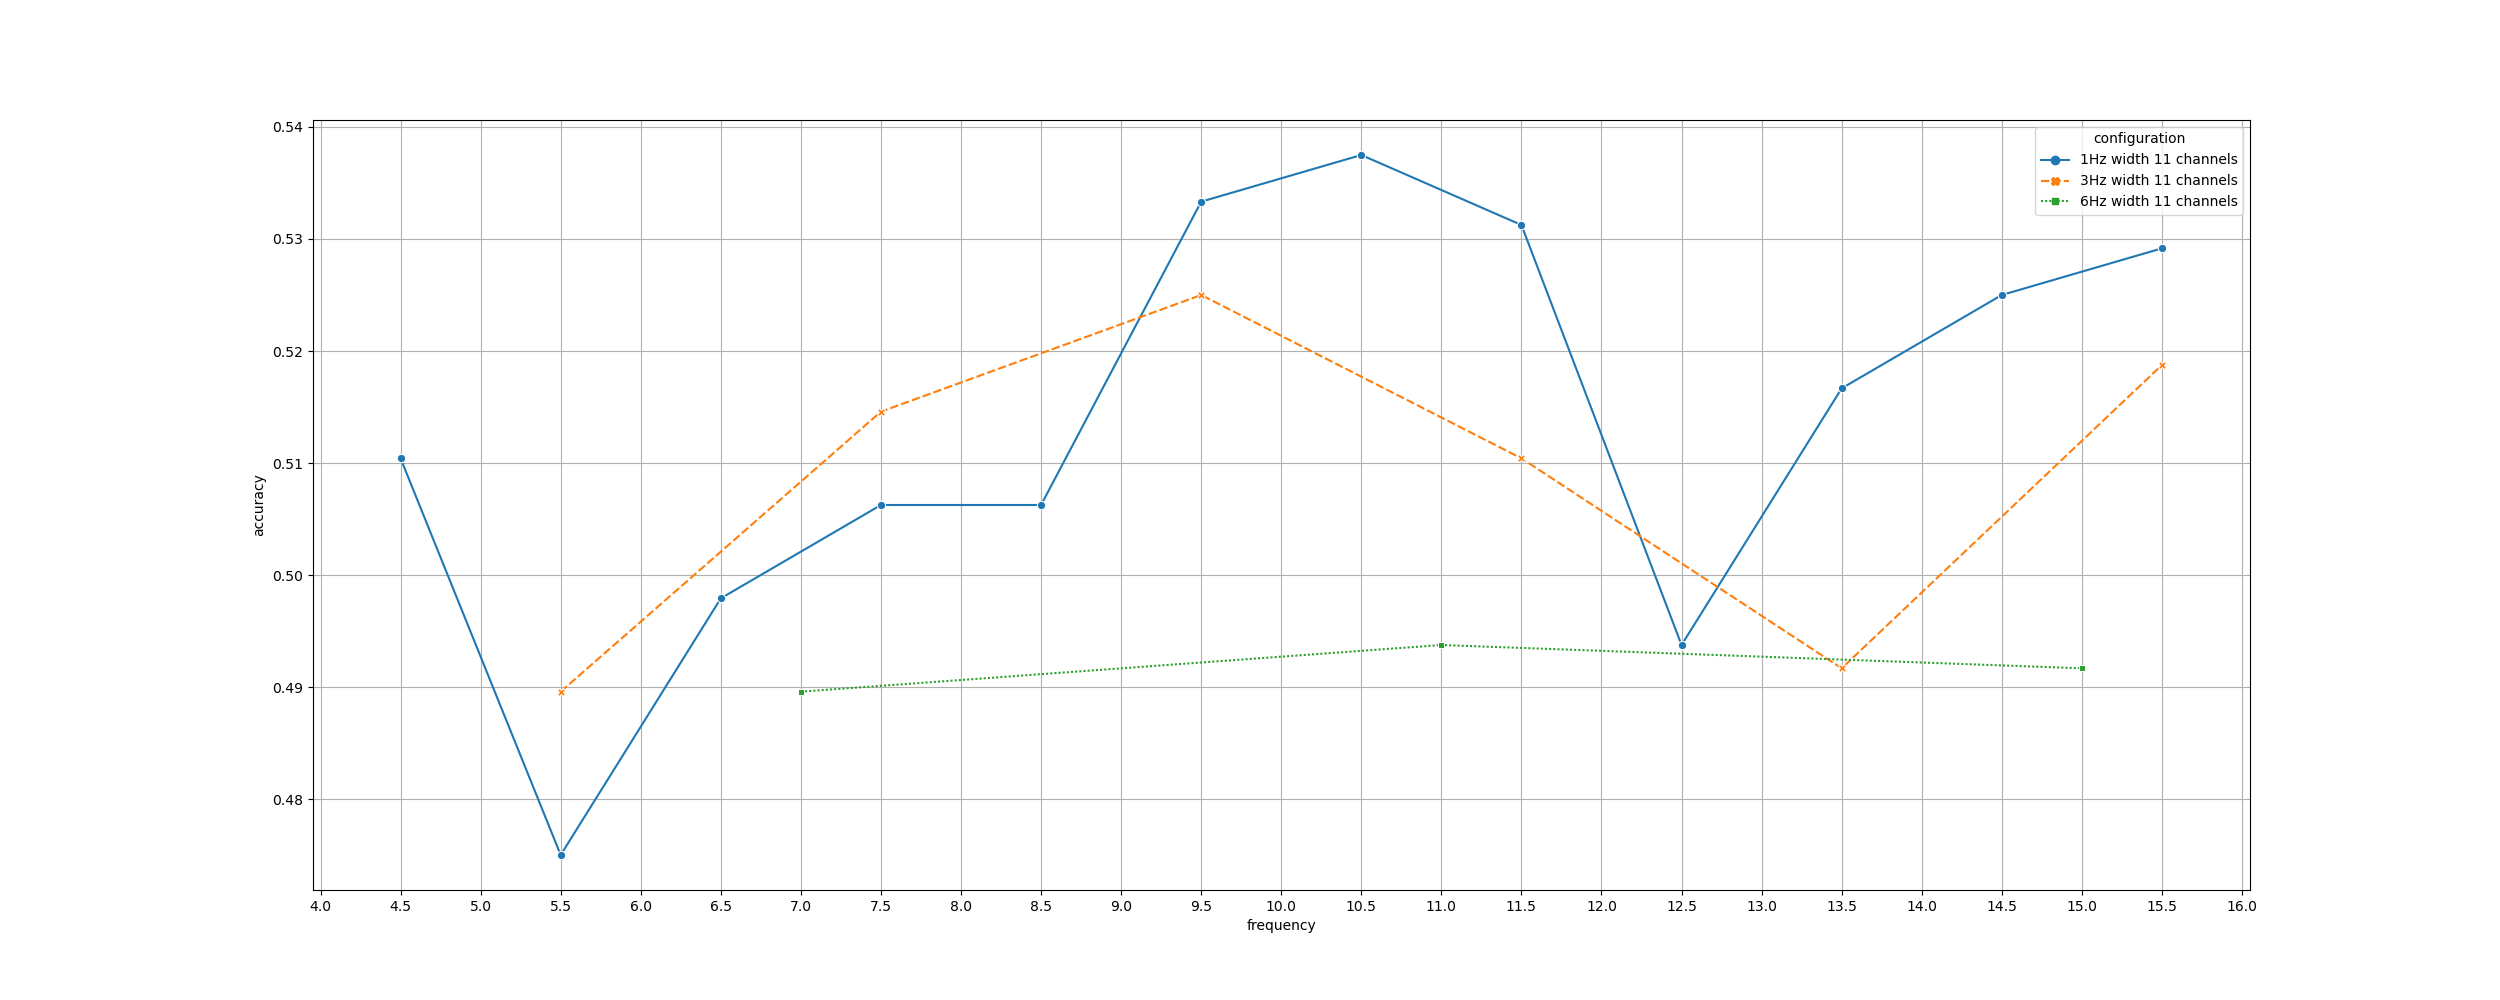 configuration
1Hz width 11 channels
3Hz width 11 channels
6Hz width 11 channels
0.54
0.53
0.52
0.51
0.50
0.49
0.48
accuracy
4.0 4.5 5.0 5.5 6.0 6.5 7.0 7.5 8.0 8.5 9.0 9.5 10.0 10.5 11.0 11.5 12.0 12.5 13.0 13.5 14.0 14.5 15.0 15.5 16.0
frequency